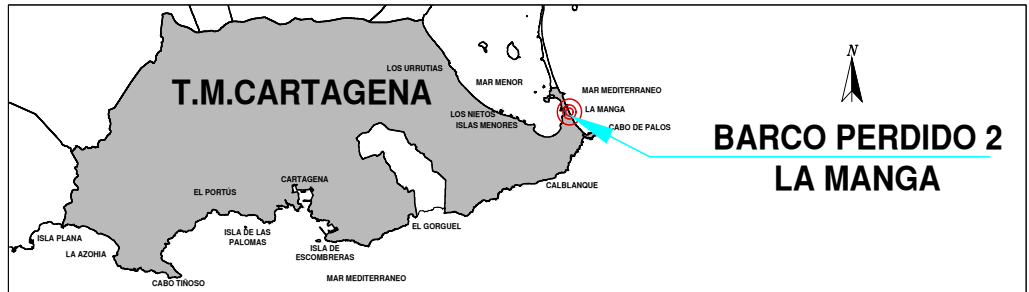 LOS URRUTIAS
MAR MENOR
T.M.CARTAGENA
MAR MEDITERRANEO
LA MANGA
LOS NIETOS
ISLAS MENORES
CABO DE PALOS
N
BARCO PERDIDO 2
LA MANGA
CARTAGENA
EL PORTÚS
CALBLANQUE
EL GORGUEL
ISLA DE LAS
PALOMAS
ISLA PLANA
LA AZOHIA
ISLA DE
ESCOMBRERAS
CABO TIÑOSO
MAR MEDITERRANEO